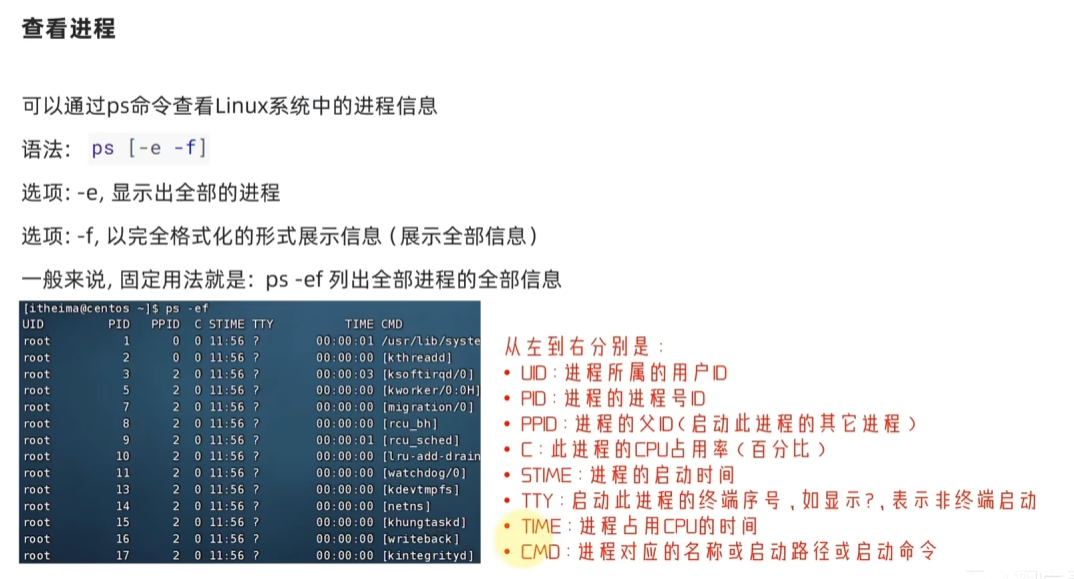 查看进程
可以通过ps命令查看Linux系统中的进程信息
语法： ps [-e -f]
选项: -e, 显示出全部的进程
选项: -f, 以完全格式化的形式展示信息（展示全部信息）
一般来说, 固定用法就是：ps -ef 列出全部进程的全部信息
[itheima@centos ~]$ ps -ef
UID PID PPID C STIME TTY TIME CMD
root 1 0 0 11:56 ? 00:00:01 /usr/lib/syste
root 2 0 0 11:56 ? 00:00:00 [kthreadd]
root 3 2 0 11:56 ? 00:00:03 [ksoftirqd/0]
root 5 2 0 11:56 ? 00:00:00 [kworker/0:0H]
root 7 2 0 11:56 ? 00:00:00 [migration/0]
root 8 2 0 11:56 ? 00:00:00 [rcu_bh]
root 9 2 0 11:56 ? 00:00:01 [rcu_sched]
root 10 2 0 11:56 ? 00:00:00 [lru-add-drain
root 11 2 0 11:56 ? 00:00:00 [watchdog/0]
root 13 2 0 11:56 ? 00:00:00 [kdevtmpfs]
root 14 2 0 11:56 ? 00:00:00 [netns]
root 15 2 0 11:56 ? 00:00:00 [khungtaskd]
root 16 2 0 11:56 ? 00:00:00 [writeback]
root 17 2 0 11:56 ? 00:00:00 [kintegrityd]
从左到右分别是：
• UID：进程所属的用户ID
• PID：进程的进程号ID
• PPID：进程的父ID（启动此进程的其它进程）
• C：此进程的CPU占用率（百分比）
• STIME：进程的启动时间
• TTY：启动此进程的终端序号，如显示?，表示非终端启动
• TIME：进程占用CPU的时间
• CMD：进程对应的名称或启动路径或启动命令